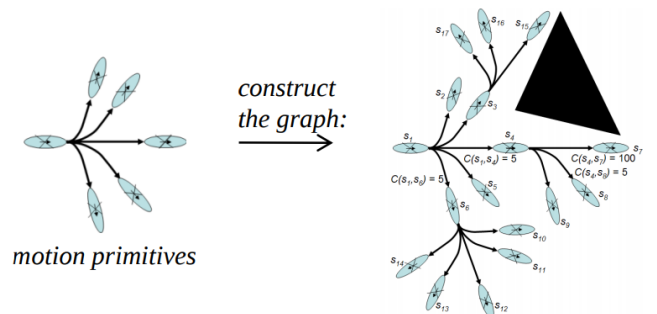 motion primitives
construct
the graph:
s17
s16
s15
s2
s3
s1
s4
s7
C(s1,s4) = 5
C(s4,s7) = 100
C(s4,s8) = 5
C(s1,s6) = 5
s5
s8
s6
s9
s10
s11
s14
s13
s12